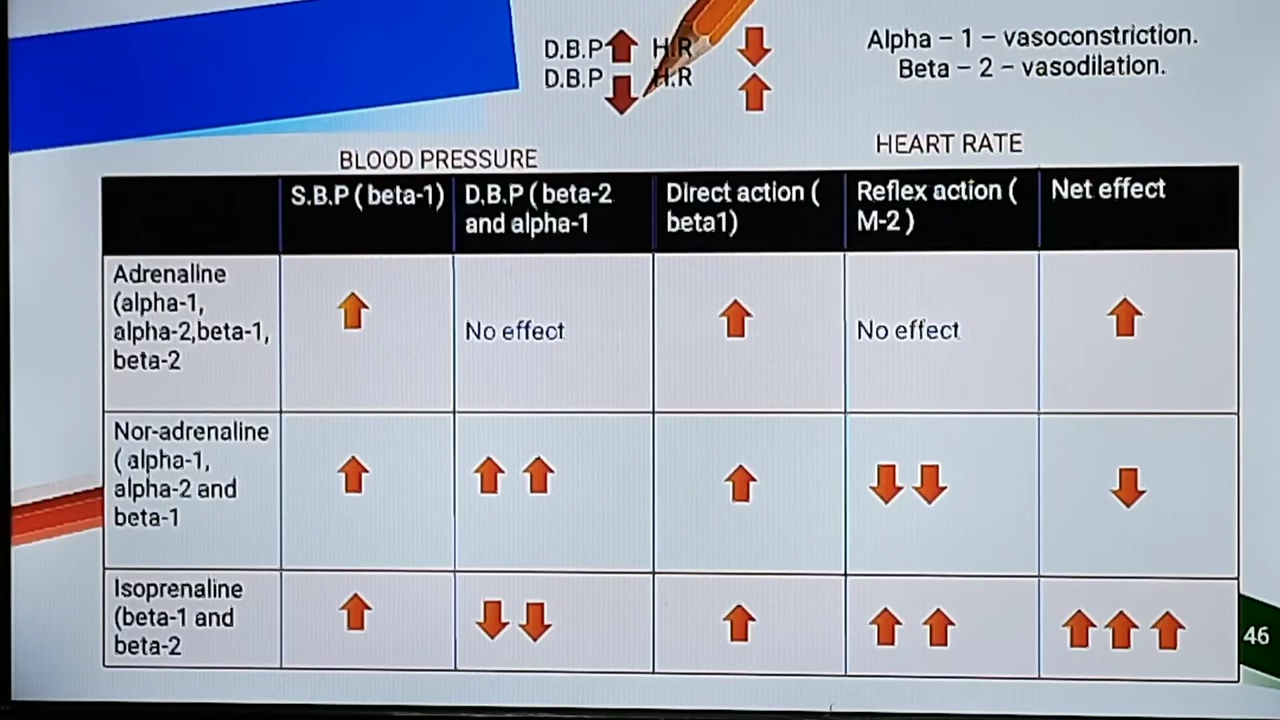 D.B.P H.R
D.B.P H.R
Alpha – 1 – vasoconstriction.
Beta – 2 – vasodilation.
BLOOD PRESSURE
HEART RATE
S.B.P ( beta-1)
D.B.P ( beta-2
and alpha-1
Direct action (
beta1)
Reflex action (
M-2 )
Net effect
Adrenaline
(alpha-1,
alpha-2,beta-1,
beta-2
No effect
No effect
Nor-adrenaline
( alpha-1,
alpha-2 and
beta-1
Isoprenaline
(beta-1 and
beta-2
46